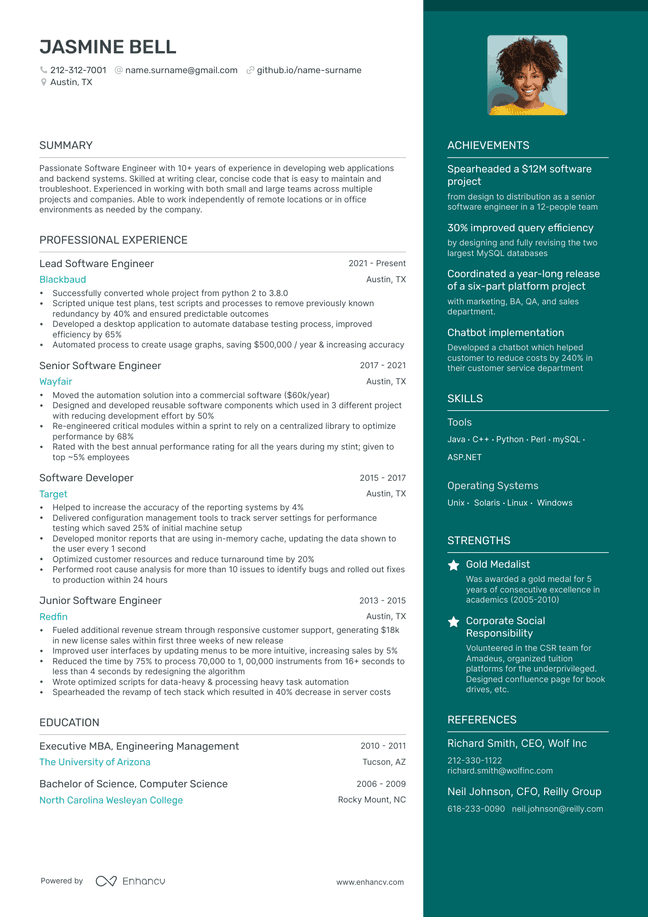 JASMINE BELL
212-312-7001 name.surname@gmail.com github.io/name-surname
Austin, TX
SUMMARY
Passionate Software Engineer with 10+ years of experience in developing web applications
and backend systems. Skilled at writing clear, concise code that is easy to maintain and
troubleshoot. Experienced in working with both small and large teams across multiple
projects and companies. Able to work independently of remote locations or in office
environments as needed by the company.
PROFESSIONAL EXPERIENCE
Lead Software Engineer 2021 - Present
Blackbaud Austin, TX
• Successfully converted whole project from python 2 to 3.8.0
• Scripted unique test plans, test scripts and processes to remove previously known
redundancy by 40% and ensured predictable outcomes
• Developed a desktop application to automate database testing process, improved
efficiency by 65%
• Automated process to create usage graphs, saving $500,000 / year & increasing accuracy
Senior Software Engineer 2017 - 2021
Wayfair Austin, TX
• Moved the automation solution into a commercial software ($60k/year)
• Designed and developed reusable software components which used in 3 different project
with reducing development effort by 50%
• Re-engineered critical modules within a sprint to rely on a centralized library to optimize
performance by 68%
• Rated with the best annual performance rating for all the years during my stint; given to
top ~5% employees
Software Developer 2015 - 2017
Target Austin, TX
• Helped to increase the accuracy of the reporting systems by 4%
• Delivered configuration management tools to track server settings for performance
testing which saved 25% of initial machine setup
• Developed monitor reports that are using in-memory cache, updating the data shown to
the user every 1 second
• Optimized customer resources and reduce turnaround time by 20%
• Performed root cause analysis for more than 10 issues to identify bugs and rolled out fixes
to production within 24 hours
Junior Software Engineer 2013 - 2015
Redfin Austin, TX
• Fueled additional revenue stream through responsive customer support, generating $18k
in new license sales within first three weeks of new release
• Improved user interfaces by updating menus to be more intuitive, increasing sales by 5%
• Reduced the time by 75% to process 70,000 to 1, 00,000 instruments from 16+ seconds to
less than 4 seconds by redesigning the algorithm
• Wrote optimized scripts for data-heavy & processing heavy task automation
• Spearheaded the revamp of tech stack which resulted in 40% decrease in server costs
EDUCATION
Executive MBA, Engineering Management 2010 - 2011
The University of Arizona Tucson, AZ
Bachelor of Science, Computer Science 2006 - 2009
North Carolina Wesleyan College Rocky Mount, NC
Powered by Enhancv www.enhancv.com
ACHIEVEMENTS
Spearheaded a $12M software
project
from design to distribution as a senior
software engineer in a 12-people team
30% improved query efficiency
by designing and fully revising the two
largest MySQL databases
Coordinated a year-long release
of a six-part platform project
with marketing, BA, QA, and sales
department.
Chatbot implementation
Developed a chatbot which helped
customer to reduce costs by 240% in
their customer service department
SKILLS
Tools
Java · C++ · Python · Perl · mySQL ·
ASP.NET
Operating Systems
Unix · Solaris · Linux · Windows
STRENGTHS
Gold Medalist
Was awarded a gold medal for 5
years of consecutive excellence in
academics (2005-2010)
Corporate Social
Responsibility
Volunteered in the CSR team for
Amadeus, organized tuition
platforms for the underprivileged.
Designed confluence page for book
drives, etc.
REFERENCES
Richard Smith, CEO, Wolf Inc
212-330-1122
richard.smith@wolfinc.com
Neil Johnson, CFO, Reilly Group
618-233-0090 neil.johnson@reilly.com